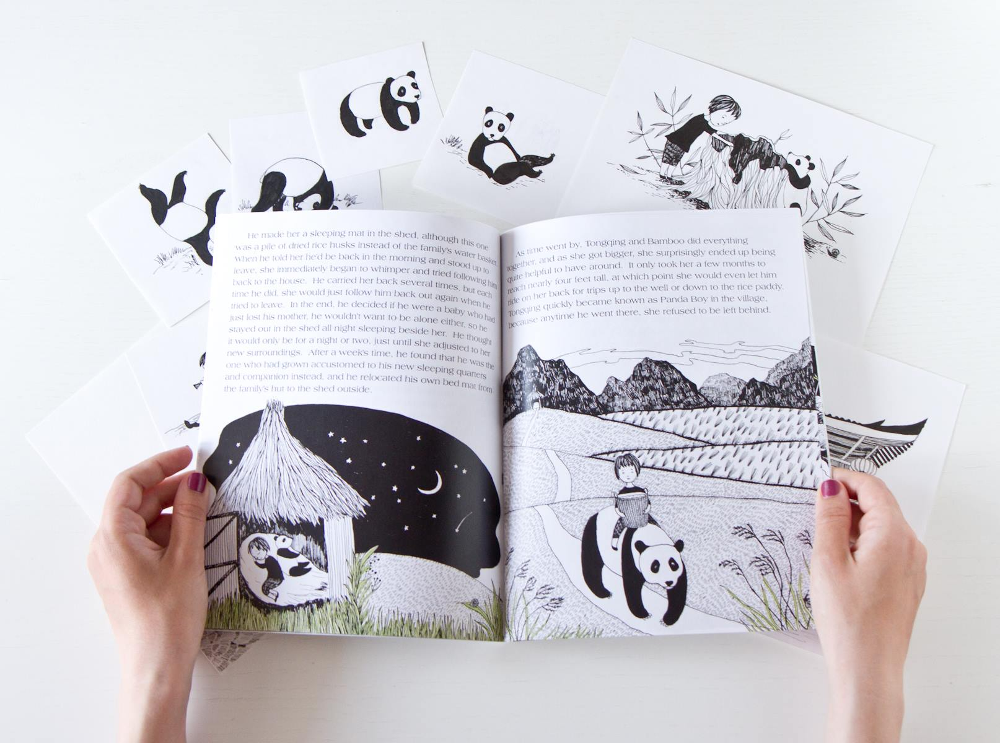 He made her a sleeping mat in the shed, although this one
was a pile of dried rice husks instead of the family's water basket.
When he told her he'd be back in the morning and stood up to
leave, she immediately began to whimper and tried following him
back to the house. He carried her back several times, but each
time he did, she would just follow him back out again when he
tried to leave. In the end, he decided if he were a baby who had
just lost his mother, he wouldn't want to be alone either, so he
stayed out in the shed all night sleeping beside her. He thought
it would only be for a night or two, just until she adjusted to her
new surroundings. After a week's time, he found that he was the
one who had grown accustomed to his new sleeping quarters
and companion instead, and he relocated his own bed mat from
the family's hut to the shed outside.
As time went by, Tongqing and Bamboo did everything
together, and as she got bigger, she surprisingly ended up being
quite helpful to have around. It only took her a few months to
reach nearly four feet tall, at which point she would even let him
ride on her back for trips up to the well or down to the rice paddy.
Tongqing quickly became known as Panda Boy in the village,
because anytime he went there, she refused to be left behind.